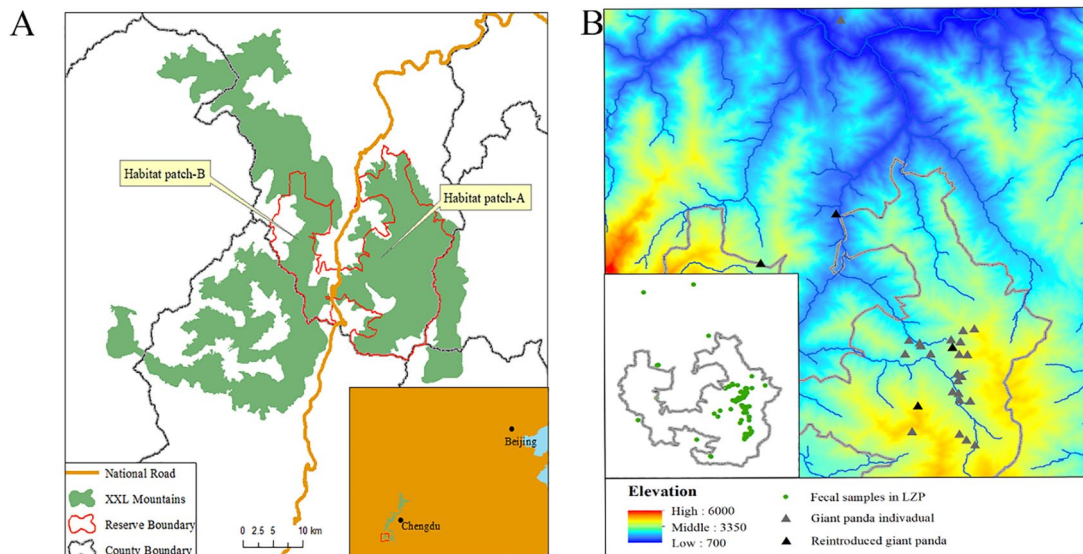 A
Habitat patch-B
Habitat patch-A
National Road
XXL Mountains
Reserve Boundary
County Boundary
0 2.5 5 10 km
Beijing
Chengdu
B
Elevation
High : 6000
Middle : 3350
Low : 700
Fecal samples in LZP
Giant panda indivadual
Reintroduced giant panda